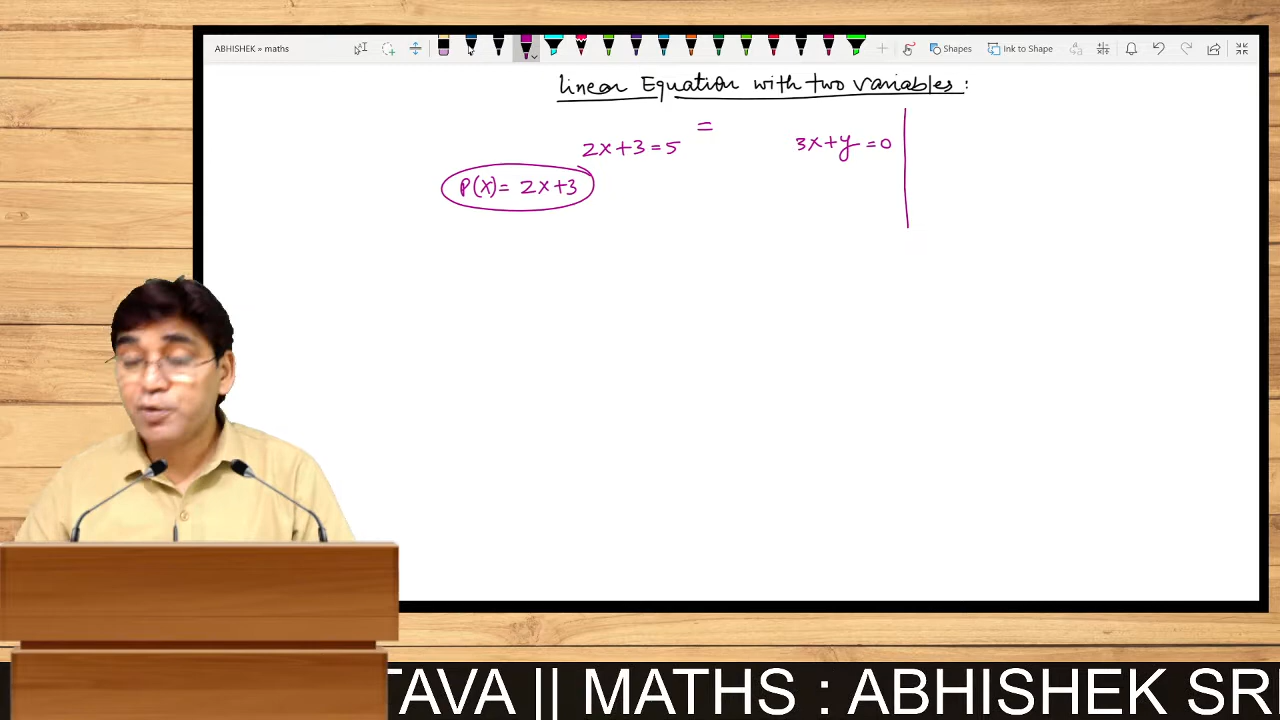 ABHISHEK » maths
Shapes
Ink to Shape
linear Equation with two variables :
=
2x+3=5
3x+y=0
P(x)= 2x+3
TAVA || MATHS : ABHISHEK SRI